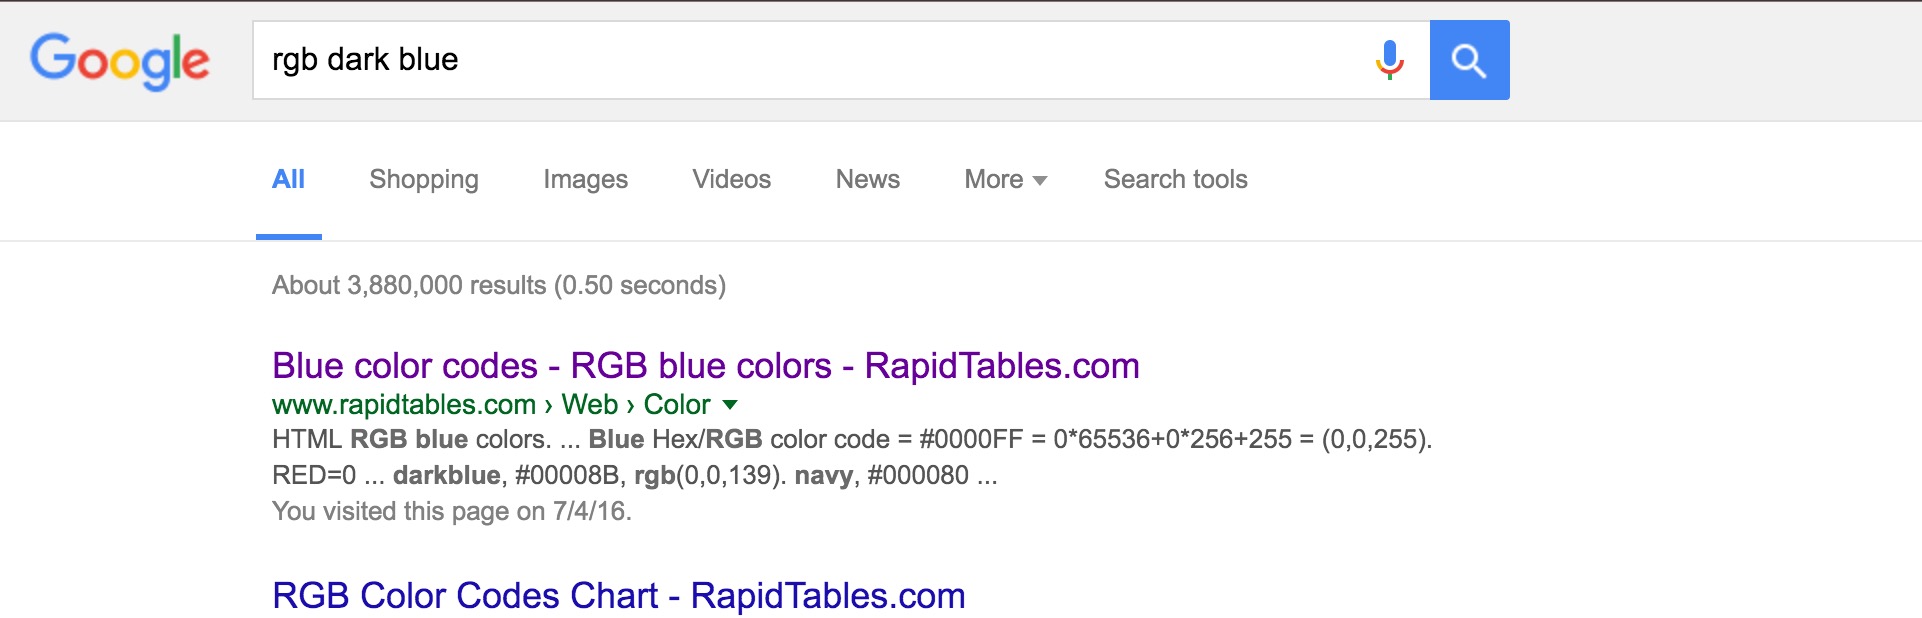 Google rgb dark blue
All Shopping Images Videos News More Search tools
About 3,880,000 results (0.50 seconds)
Blue color codes - RGB blue colors - RapidTables.com
www.rapidtables.com › Web › Color
HTML RGB blue colors. ... Blue Hex/RGB color code = #0000FF = 0*65536+0*256+255 = (0,0,255).
RED=0 ... darkblue, #00008B, rgb(0,0,139). navy, #000080 ...
You visited this page on 7/4/16.
RGB Color Codes Chart - RapidTables.com